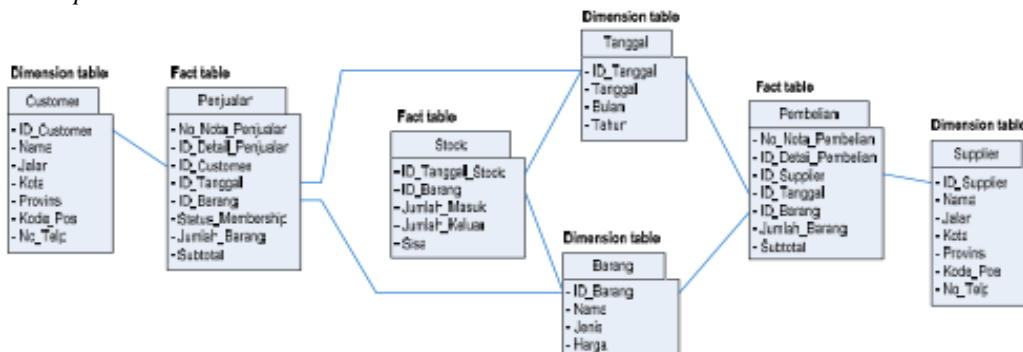 Dimension table
Customer
- ID_Customer
- Nama
- Jalan
- Kota
- Provinsi
- Kode_Pos
- No_Telp
Fact table
Penjualan
- No_Nota_Penjualan
- ID_Detail_Penjualan
- ID_Customer
- ID_Tanggal
- ID_Barang
- Status_Membership
- Jumlah_Barang
- Subtotal
Fact table
Stock
- ID_Tanggal_Stock
- ID_Barang
- Jumlah_Masuk
- Jumlah_Keluar
- Sisa
Dimension table
Tanggal
- ID_Tanggal
- Tanggal
- Bulan
- Tahun
Dimension table
Barang
- ID_Barang
- Nama
- Jenis
- Harga
Fact table
Pembelian
- No_Nota_Pembelian
- ID_Detail_Pembelian
- ID_Supplier
- ID_Tanggal
- ID_Barang
- Jumlah_Barang
- Subtotal
Dimension table
Supplier
- ID_Supplier
- Nama
- Jalan
- Kota
- Provinsi
- Kode_Pos
- No_Telp